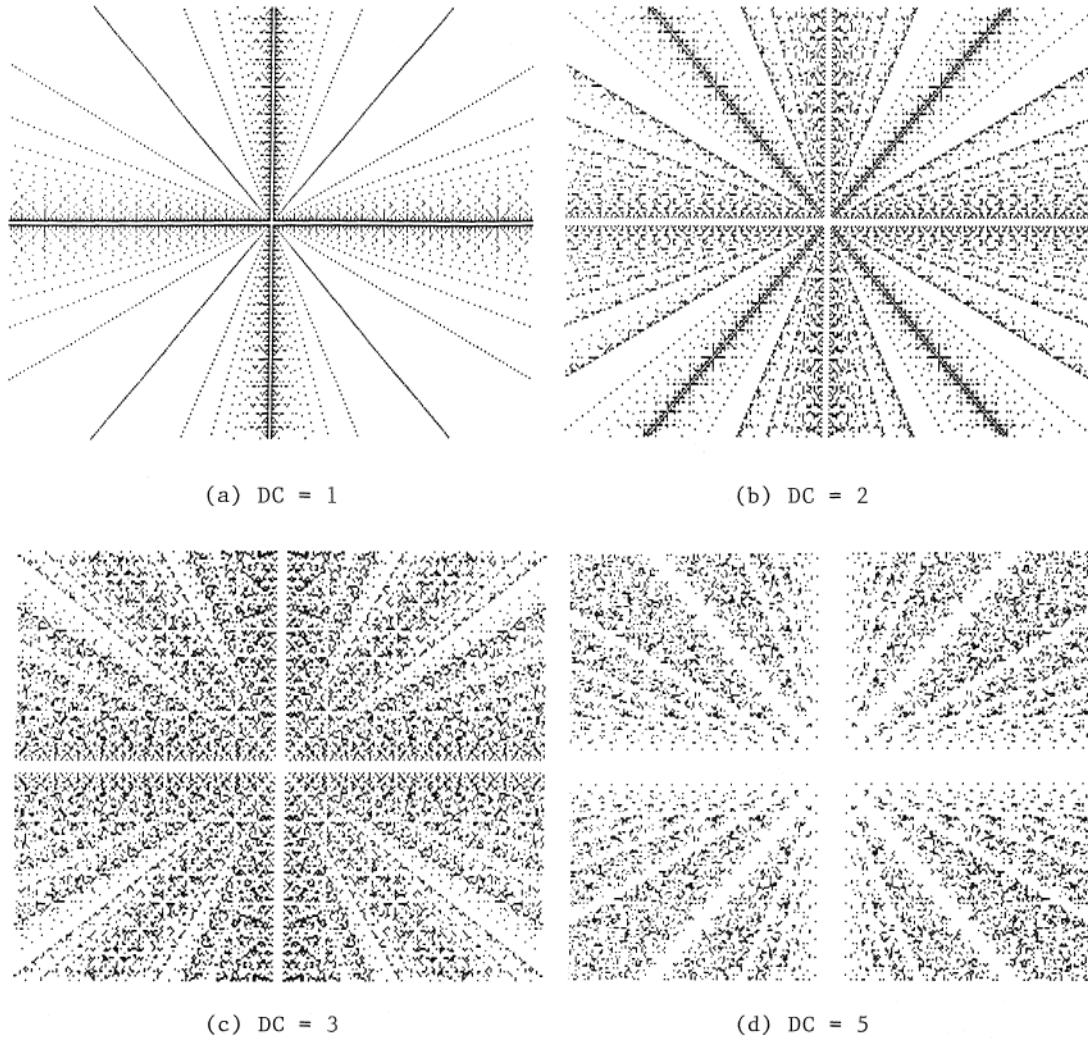 (a) DC = 1
(b) DC = 2
(c) DC = 3
(d) DC = 5